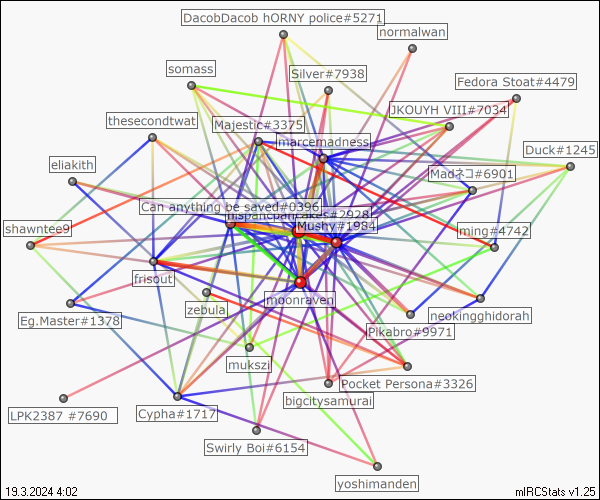 DacobDacob hORNY police#5271
normalwan
somass
Silver#7938
Fedora Stoat#4479
JKOUYH VIII#7034
thesecondtwat
Majestic#3375
marcemadness
Duck#1245
eliakith
Madネコ#6901
Can anything be saved#0396
hispanicpancakes#2928
Mushy#1984
shawntee9
ming#4742
frisout
moonraven
zebula
neokingghidorah
Eg.Master#1378
Pikabro#9971
mukszi
Pocket Persona#3326
LPK2387 #7690
Cypha#1717
bigcitysamurai
Swirly Boi#6154
yoshimanden
19.3.2024 4:02
mIRCStats v1.25